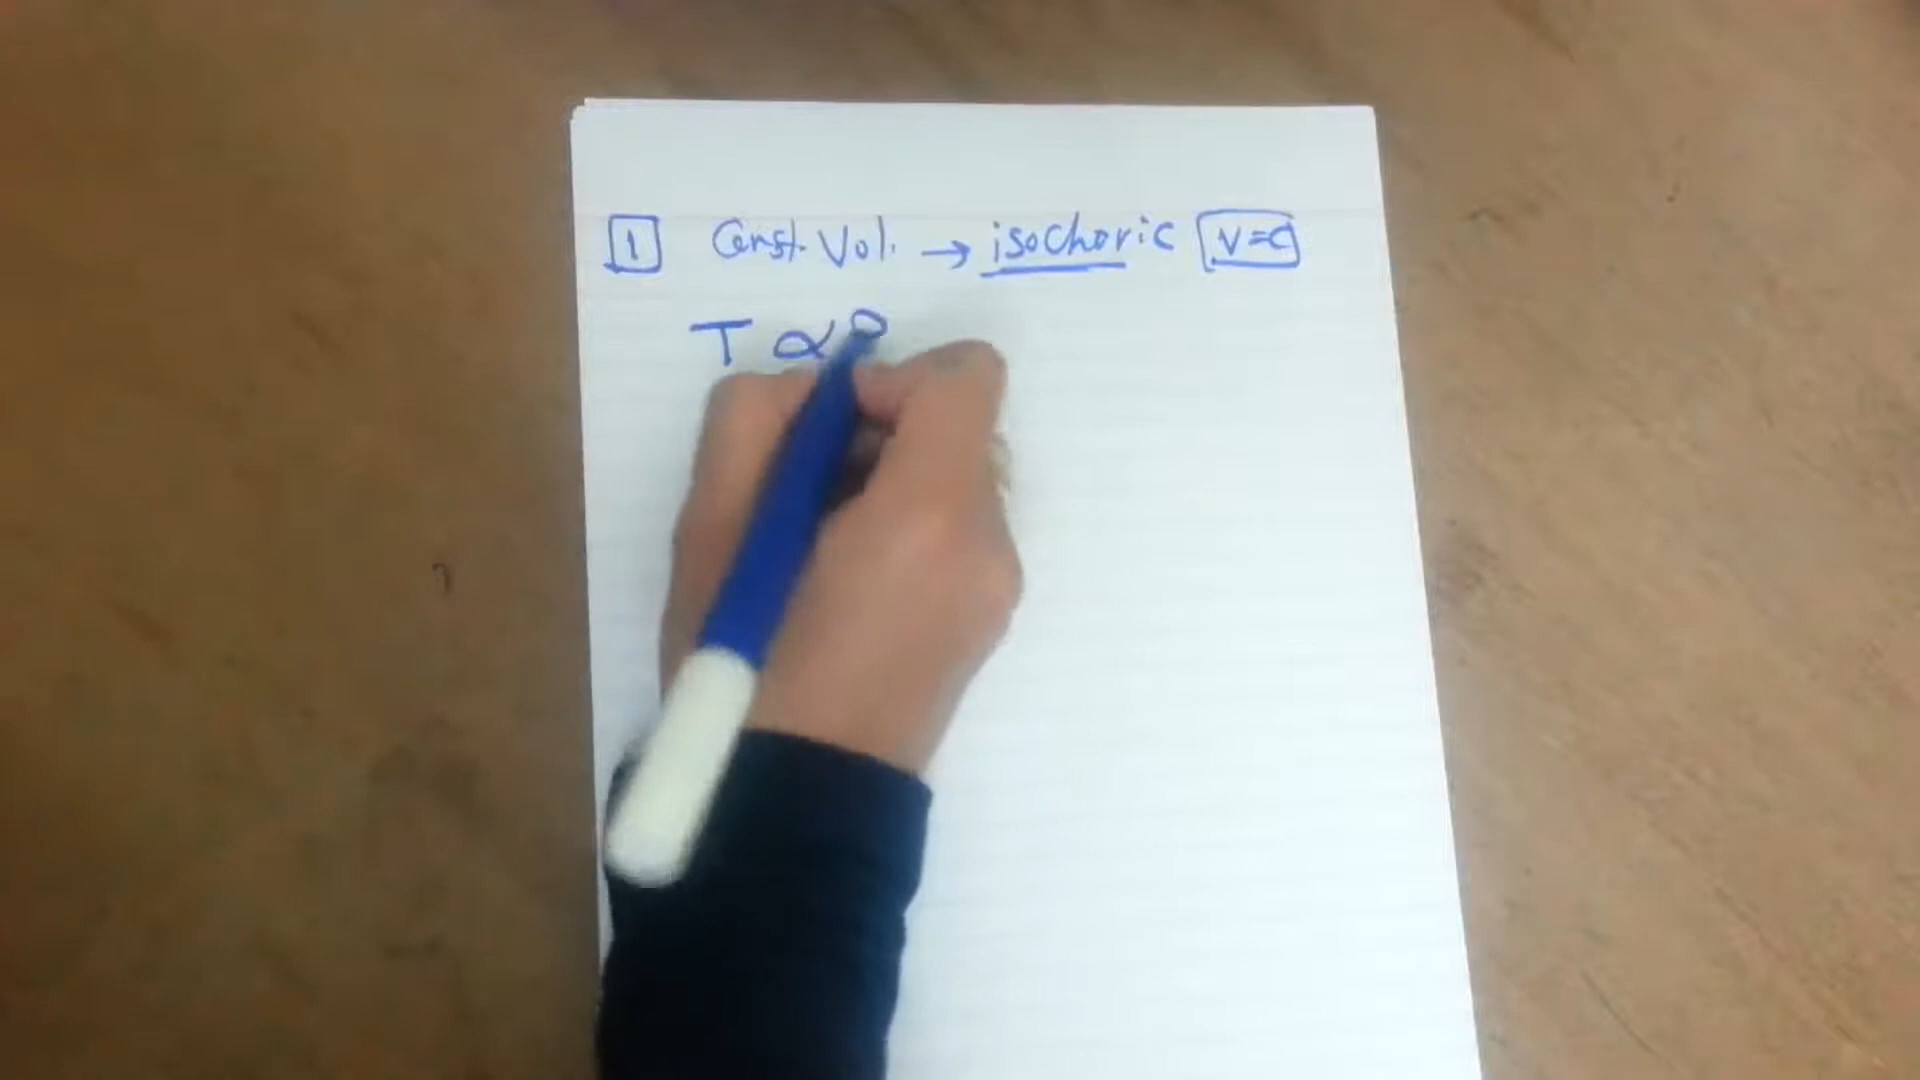 1 Const. Vol. → isochoric V=C
T ∝ P